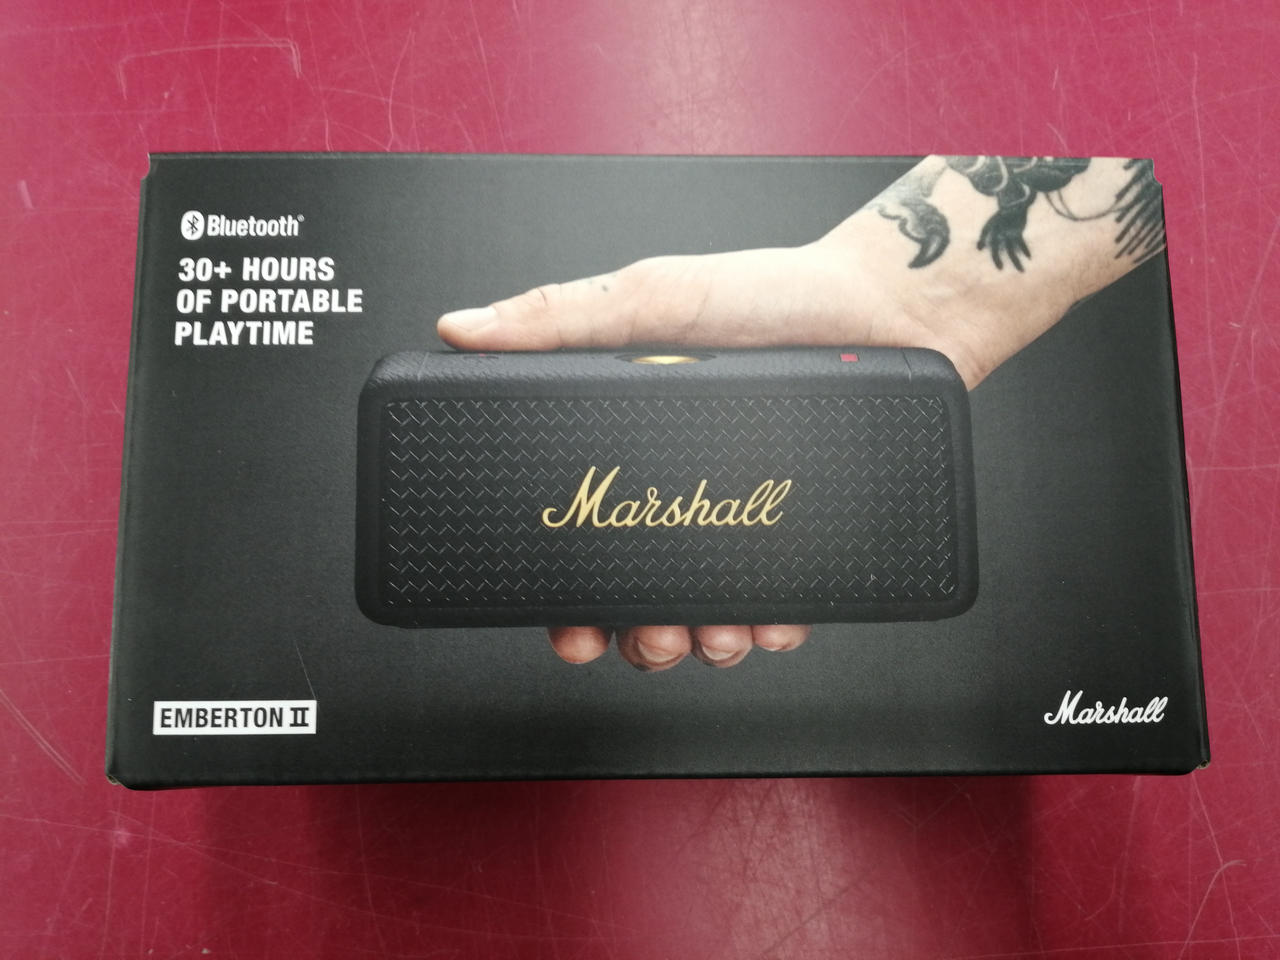 Bluetooth®
30+ HOURS
OF PORTABLE
PLAYTIME
Marshall
EMBERTON II
Marshall